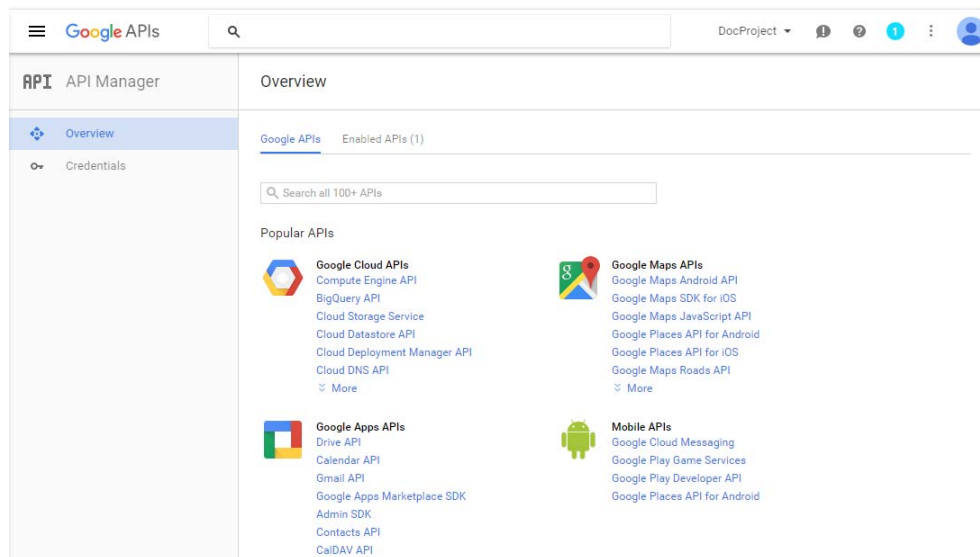 Google APIs
DocProject
1
API API Manager
Overview
Credentials
Overview
Google APIs
Enabled APIs (1)
Search all 100+ APIs
Popular APIs
Google Cloud APIs
Compute Engine API
BigQuery API
Cloud Storage Service
Cloud Datastore API
Cloud Deployment Manager API
Cloud DNS API
More
g
Google Maps APIs
Google Maps Android API
Google Maps SDK for iOS
Google Maps JavaScript API
Google Places API for Android
Google Places API for iOS
Google Maps Roads API
More
Google Apps APIs
Drive API
Calendar API
Gmail API
Google Apps Marketplace SDK
Admin SDK
Contacts API
CalDAV API
Mobile APIs
Google Cloud Messaging
Google Play Game Services
Google Play Developer API
Google Places API for Android